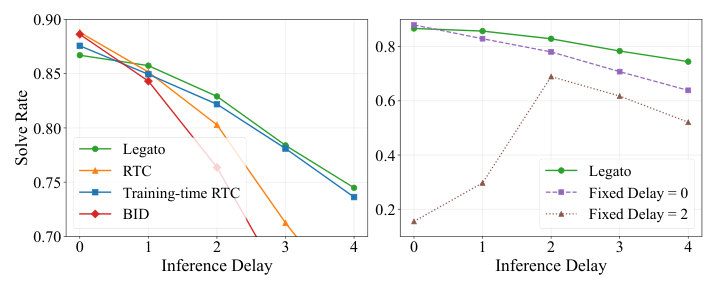 0.90
0.85
0.80
0.75
0.70
Solve Rate
Legato
RTC
Training-time RTC
BID
0 1 2 3 4
Inference Delay
0.8
0.6
0.4
0.2
Legato
Fixed Delay = 0
Fixed Delay = 2
0 1 2 3 4
Inference Delay